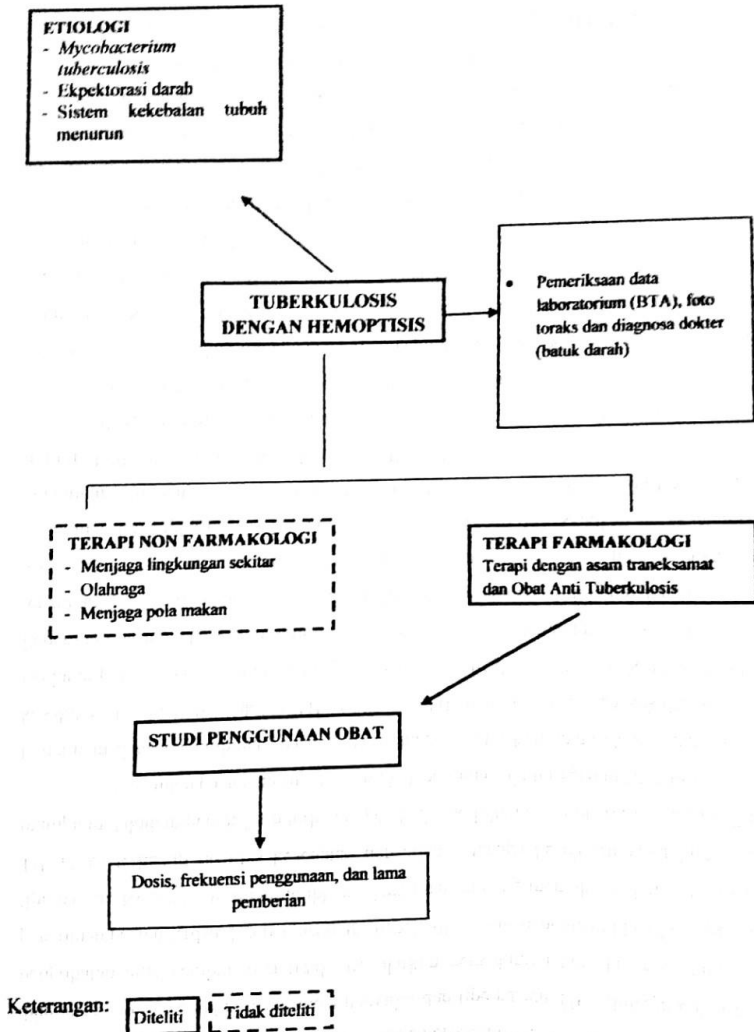 ETIOLOGI
- Mycobacterium
tuberculosis
- Ekpektorasi darah
- Sistem kekebalan tubuh
menurun
TUBERKULOSIS
DENGAN HEMOPTISIS
• Pemeriksaan data
laboratorium (BTA), foto
toraks dan diagnosa dokter
(batuk darah)
TERAPI NON FARMAKOLOGI
- Menjaga lingkungan sekitar
- Olahraga
- Menjaga pola makan
TERAPI FARMAKOLOGI
Terapi dengan asam traneksamat
dan Obat Anti Tuberkulosis
STUDI PENGGUNAAN OBAT
Dosis, frekuensi penggunaan, dan lama
pemberian
Keterangan: Diteliti Tidak diteliti